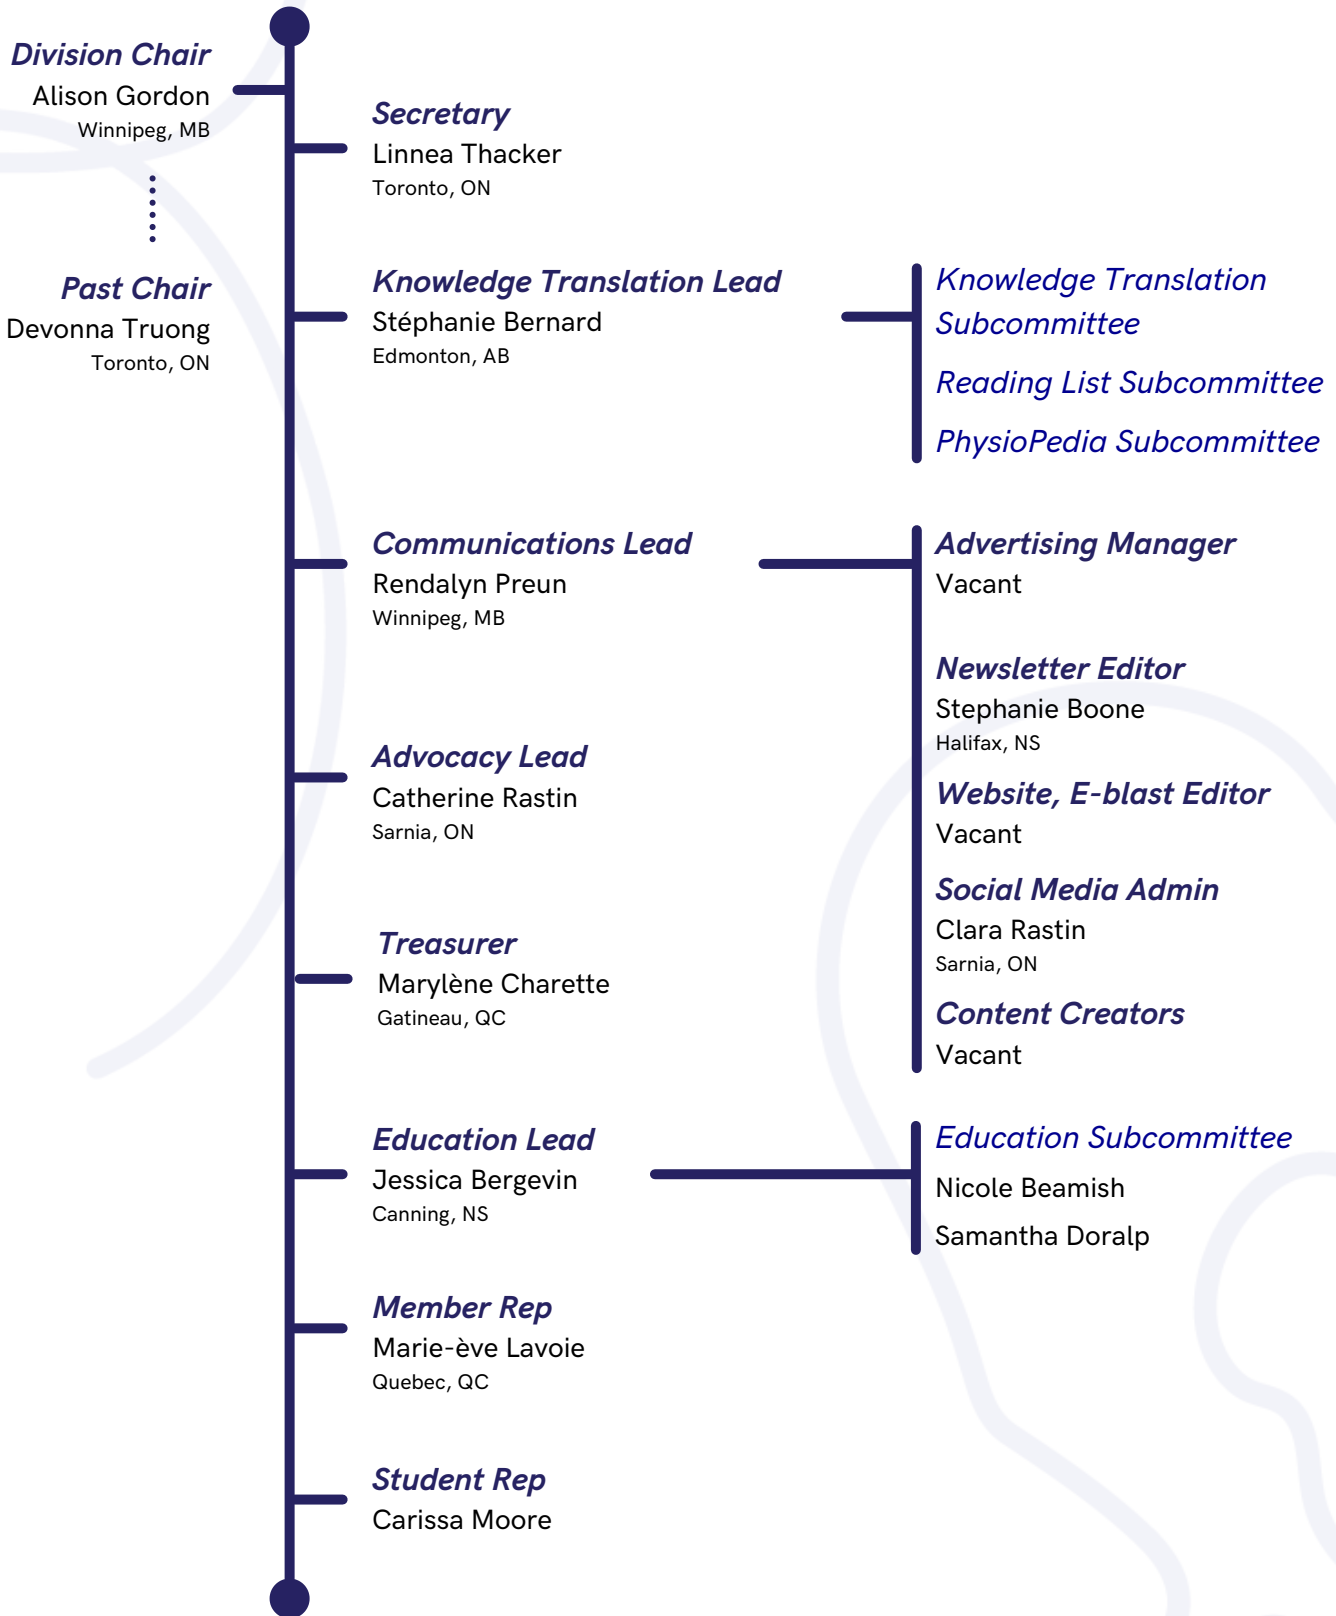 Division Chair
Alison Gordon
Winnipeg, MB
Past Chair
Devonna Truong
Toronto, ON
Secretary
Linnea Thacker
Toronto, ON
Knowledge Translation Lead
Stéphanie Bernard
Edmonton, AB
Knowledge Translation
Subcommittee
Reading List Subcommittee
PhysioPedia Subcommittee
Communications Lead
Rendalyn Preun
Winnipeg, MB
Advertising Manager
Vacant
Newsletter Editor
Stephanie Boone
Halifax, NS
Website, E-blast Editor
Vacant
Social Media Admin
Clara Rastin
Sarnia, ON
Content Creators
Vacant
Advocacy Lead
Catherine Rastin
Sarnia, ON
Treasurer
Marylène Charette
Gatineau, QC
Education Lead
Jessica Bergevin
Canning, NS
Education Subcommittee
Nicole Beamish
Samantha Doralp
Member Rep
Marie-ève Lavoie
Quebec, QC
Student Rep
Carissa Moore